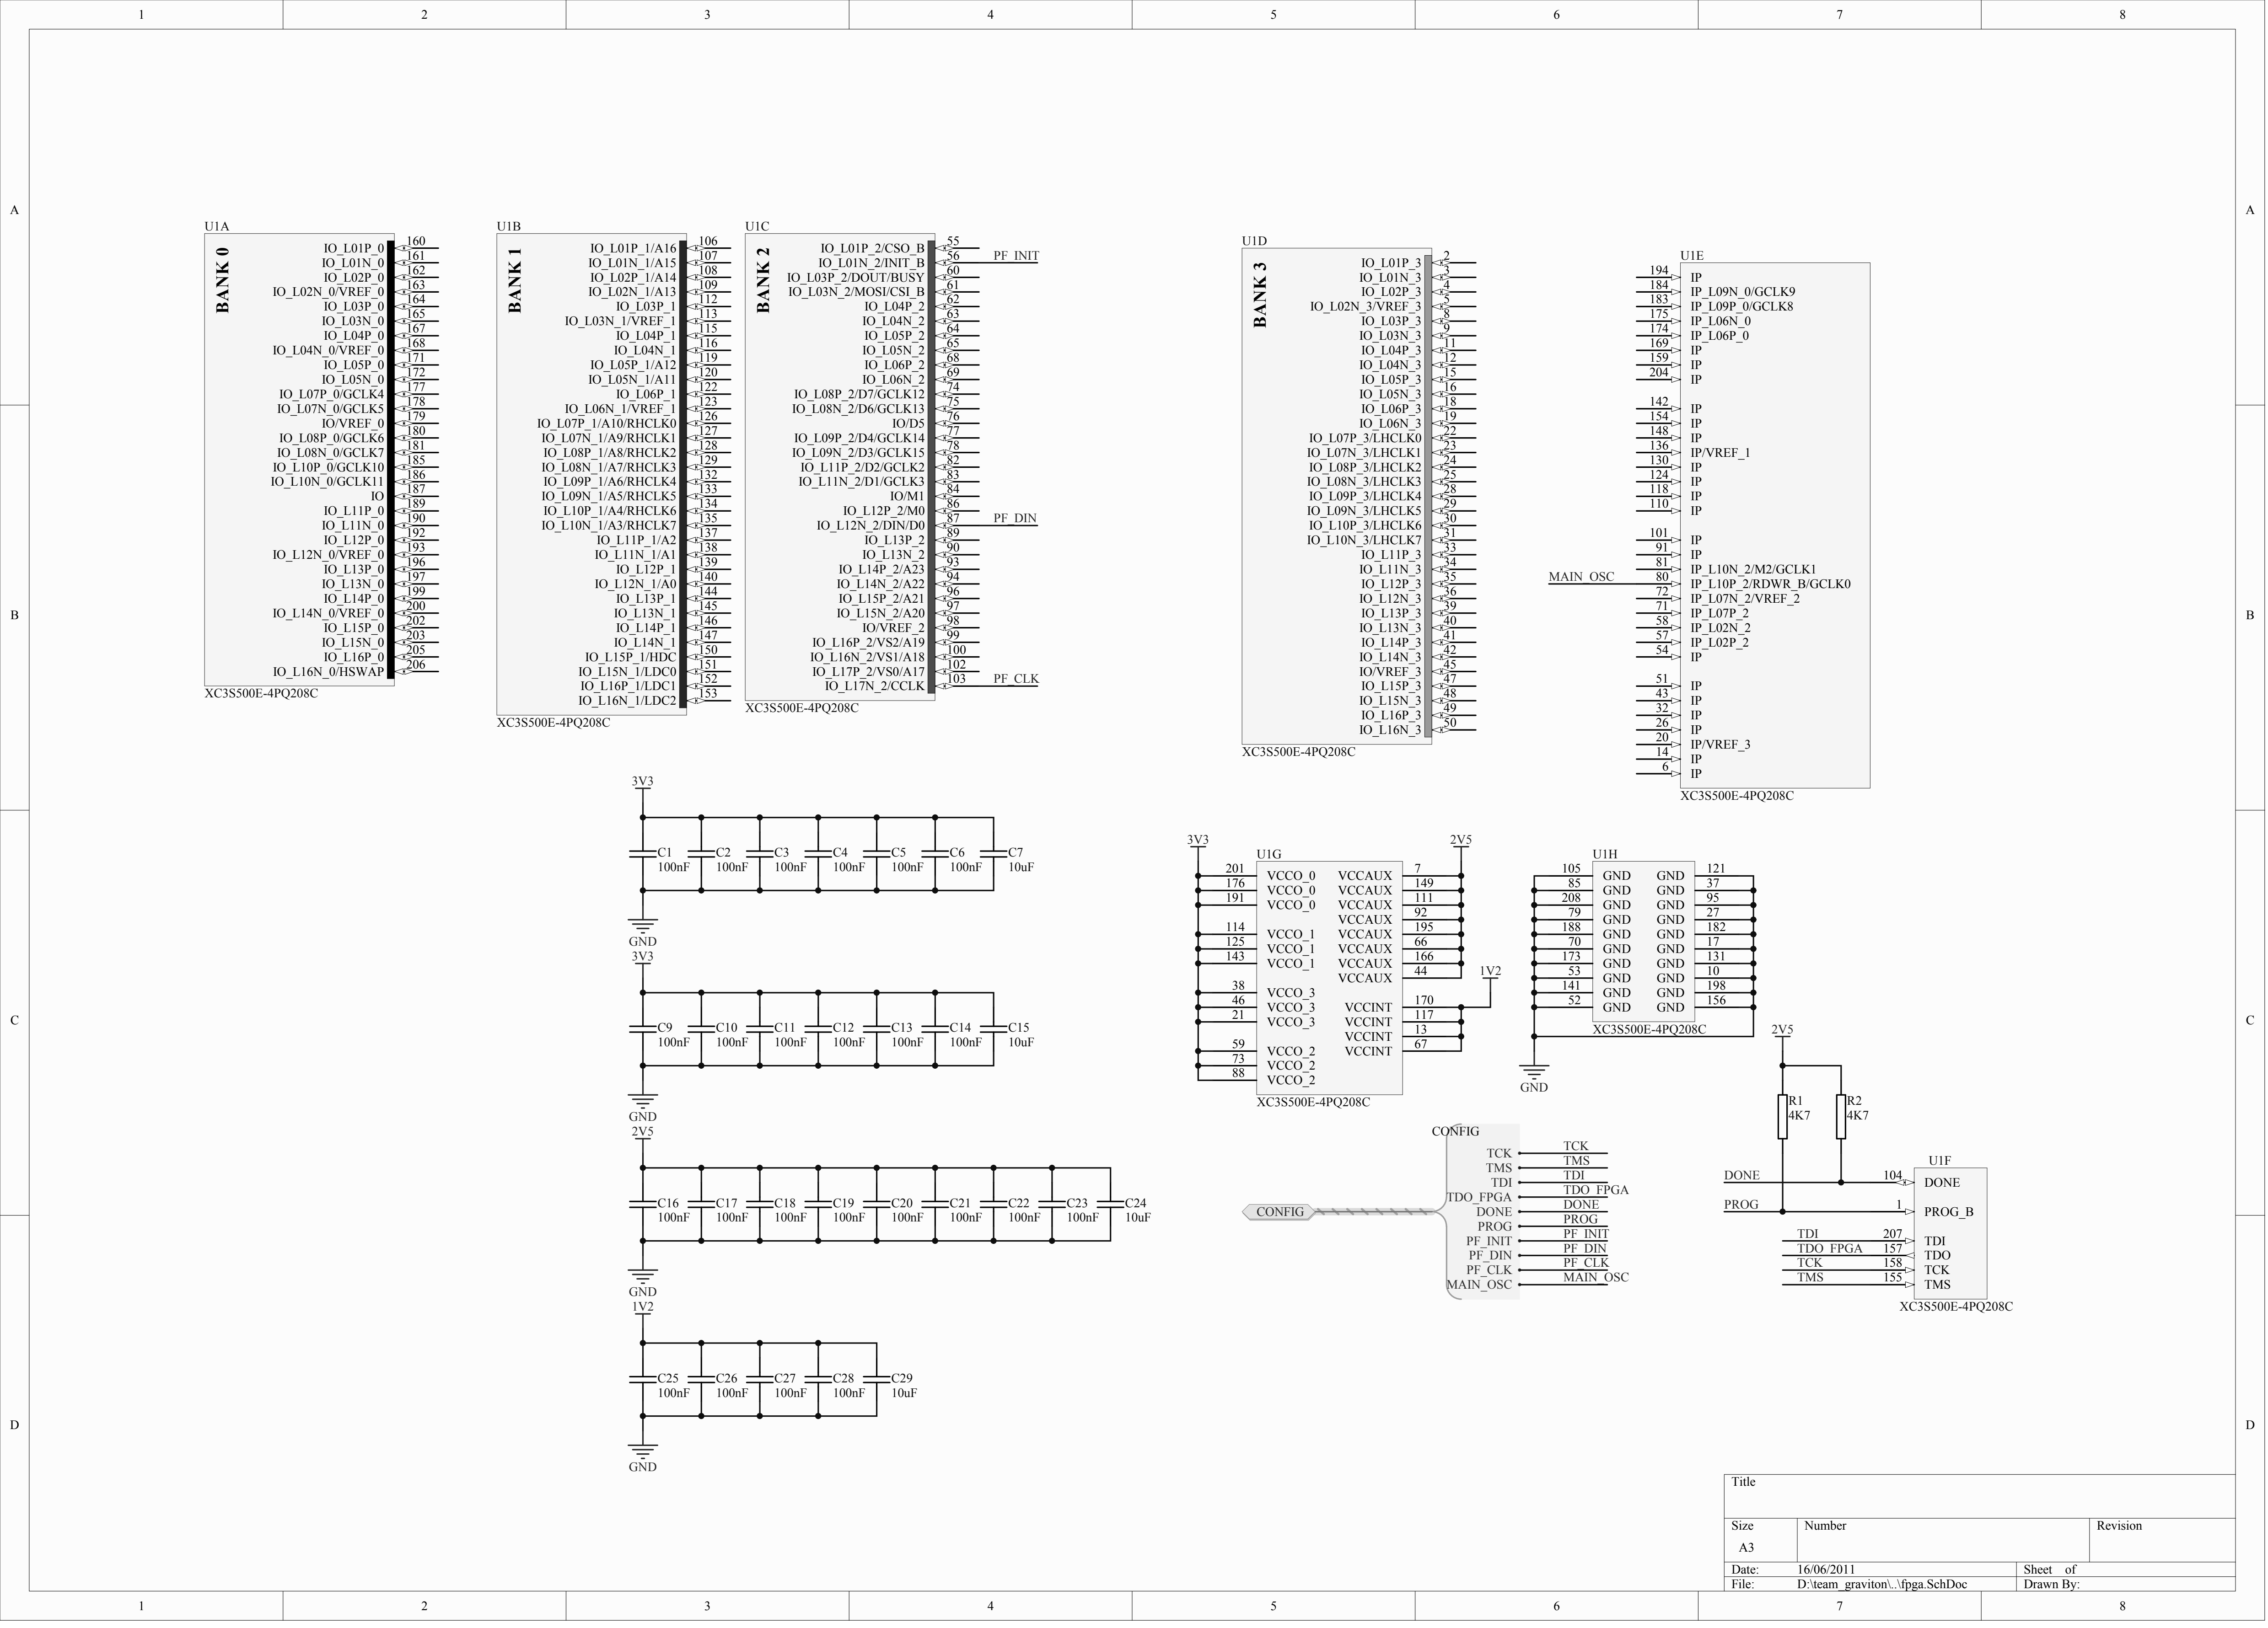 1 2 3 4 5 6 7 8
A A
B B
C C
D D
U1A
BANK 0
IO_L01P_0 160
IO_L01N_0 161
IO_L02P_0 162
IO_L02N_0/VREF_0 163
IO_L03P_0 164
IO_L03N_0 165
IO_L04P_0 167
IO_L04N_0/VREF_0 168
IO_L05P_0 171
IO_L05N_0 172
IO_L07P_0/GCLK4 177
IO_L07N_0/GCLK5 178
IO/VREF_0 179
IO_L08P_0/GCLK6 180
IO_L08N_0/GCLK7 181
IO_L10P_0/GCLK10 185
IO_L10N_0/GCLK11 186
IO 187
IO_L11P_0 189
IO_L11N_0 190
IO_L12P_0 192
IO_L12N_0/VREF_0 193
IO_L13P_0 196
IO_L13N_0 197
IO_L14P_0 199
IO_L14N_0/VREF_0 200
IO_L15P_0 202
IO_L15N_0 203
IO_L16P_0 205
IO_L16N_0/HSWAP 206
XC3S500E-4PQ208C
U1B
BANK 1
IO_L01P_1/A16 106
IO_L01N_1/A15 107
IO_L02P_1/A14 108
IO_L02N_1/A13 109
IO_L03P_1 112
IO_L03N_1/VREF_1 113
IO_L04P_1 115
IO_L04N_1 116
IO_L05P_1/A12 119
IO_L05N_1/A11 120
IO_L06P_1 122
IO_L06N_1/VREF_1 123
IO_L07P_1/A10/RHCLK0 126
IO_L07N_1/A9/RHCLK1 127
IO_L08P_1/A8/RHCLK2 128
IO_L08N_1/A7/RHCLK3 129
IO_L09P_1/A6/RHCLK4 132
IO_L09N_1/A5/RHCLK5 133
IO_L10P_1/A4/RHCLK6 134
IO_L10N_1/A3/RHCLK7 135
IO_L11P_1/A2 137
IO_L11N_1/A1 138
IO_L12P_1 139
IO_L12N_1/A0 140
IO_L13P_1 144
IO_L13N_1 145
IO_L14P_1 146
IO_L14N_1 147
IO_L15P_1/HDC 150
IO_L15N_1/LDC0 151
IO_L16P_1/LDC1 152
IO_L16N_1/LDC2 153
XC3S500E-4PQ208C
U1C
BANK 2
IO_L01P_2/CSO_B 55
IO_L01N_2/INIT_B 56 PF_INIT
IO_L03P_2/DOUT/BUSY 60
IO_L03N_2/MOSI/CSI_B 61
IO_L04P_2 62
IO_L04N_2 63
IO_L05P_2 64
IO_L05N_2 65
IO_L06P_2 68
IO_L06N_2 69
IO_L08P_2/D7/GCLK12 74
IO_L08N_2/D6/GCLK13 75
IO/D5 76
IO_L09P_2/D4/GCLK14 77
IO_L09N_2/D3/GCLK15 78
IO_L11P_2/D2/GCLK2 82
IO_L11N_2/D1/GCLK3 83
IO/M1 84
IO_L12P_2/M0 86
IO_L12N_2/DIN/D0 87 PF_DIN
IO_L13P_2 89
IO_L13N_2 90
IO_L14P_2/A23 93
IO_L14N_2/A22 94
IO_L15P_2/A21 96
IO_L15N_2/A20 97
IO/VREF_2 98
IO_L16P_2/VS2/A19 99
IO_L16N_2/VS1/A18 100
IO_L17P_2/VS0/A17 102
IO_L17N_2/CCLK 103 PF_CLK
XC3S500E-4PQ208C
U1D
BANK 3
IO_L01P_3 2
IO_L01N_3 3
IO_L02P_3 4
IO_L02N_3/VREF_3 5
IO_L03P_3 8
IO_L03N_3 9
IO_L04P_3 11
IO_L04N_3 12
IO_L05P_3 15
IO_L05N_3 16
IO_L06P_3 18
IO_L06N_3 19
IO_L07P_3/LHCLK0 22
IO_L07N_3/LHCLK1 23
IO_L08P_3/LHCLK2 24
IO_L08N_3/LHCLK3 25
IO_L09P_3/LHCLK4 28
IO_L09N_3/LHCLK5 29
IO_L10P_3/LHCLK6 30
IO_L10N_3/LHCLK7 31
IO_L11P_3 33
IO_L11N_3 34
IO_L12P_3 35
IO_L12N_3 36
IO_L13P_3 39
IO_L13N_3 40
IO_L14P_3 41
IO_L14N_3 42
IO/VREF_3 45
IO_L15P_3 47
IO_L15N_3 48
IO_L16P_3 49
IO_L16N_3 50
XC3S500E-4PQ208C
U1E
194 IP
184 IP_L09N_0/GCLK9
183 IP_L09P_0/GCLK8
175 IP_L06N_0
174 IP_L06P_0
169 IP
159 IP
204 IP
142 IP
154 IP
148 IP
136 IP/VREF_1
130 IP
124 IP
118 IP
110 IP
101 IP
91 IP
81 IP_L10N_2/M2/GCLK1
MAIN_OSC 80 IP_L10P_2/RDWR_B/GCLK0
72 IP_L07N_2/VREF_2
71 IP_L07P_2
58 IP_L02N_2
57 IP_L02P_2
54 IP
51 IP
43 IP
32 IP
26 IP
20 IP/VREF_3
14 IP
6 IP
XC3S500E-4PQ208C
3V3
C1 C2 C3 C4 C5 C6 C7
100nF 100nF 100nF 100nF 100nF 100nF 10uF
GND
3V3
C9 C10 C11 C12 C13 C14 C15
100nF 100nF 100nF 100nF 100nF 100nF 10uF
GND
2V5
C16 C17 C18 C19 C20 C21 C22 C23 C24
100nF 100nF 100nF 100nF 100nF 100nF 100nF 100nF 10uF
GND
1V2
C25 C26 C27 C28 C29
100nF 100nF 100nF 100nF 10uF
GND
3V3 2V5
U1G
201 VCCO_0 VCCAUX 7
176 VCCO_0 VCCAUX 149
191 VCCO_0 VCCAUX 111
VCCAUX 92
114 VCCO_1 VCCAUX 195
125 VCCO_1 VCCAUX 66
143 VCCO_1 VCCAUX 166
VCCAUX 44
1V2
38 VCCO_3
46 VCCO_3 VCCINT 170
21 VCCO_3 VCCINT 117
VCCINT 13
59 VCCO_2 VCCINT 67
73 VCCO_2
88 VCCO_2
XC3S500E-4PQ208C
U1H
105 GND GND 121
85 GND GND 37
208 GND GND 95
79 GND GND 27
188 GND GND 182
70 GND GND 17
173 GND GND 131
53 GND GND 10
141 GND GND 198
52 GND GND 156
XC3S500E-4PQ208C
GND
CONFIG
CONFIG
TCK TCK
TMS TMS
TDI TDI
TDO_FPGA TDO_FPGA
DONE DONE
PROG PROG
PF_INIT PF_INIT
PF_DIN PF_DIN
PF_CLK PF_CLK
MAIN_OSC MAIN_OSC
2V5
R1 R2
4K7 4K7
U1F
DONE 104 DONE
PROG 1 PROG_B
TDI 207 TDI
TDO_FPGA 157 TDO
TCK 158 TCK
TMS 155 TMS
XC3S500E-4PQ208C
Title
Size Number Revision
A3
Date: 16/06/2011 Sheet of
File: D:\team_graviton\..\fpga.SchDoc Drawn By:
1 2 3 4 5 6 7 8